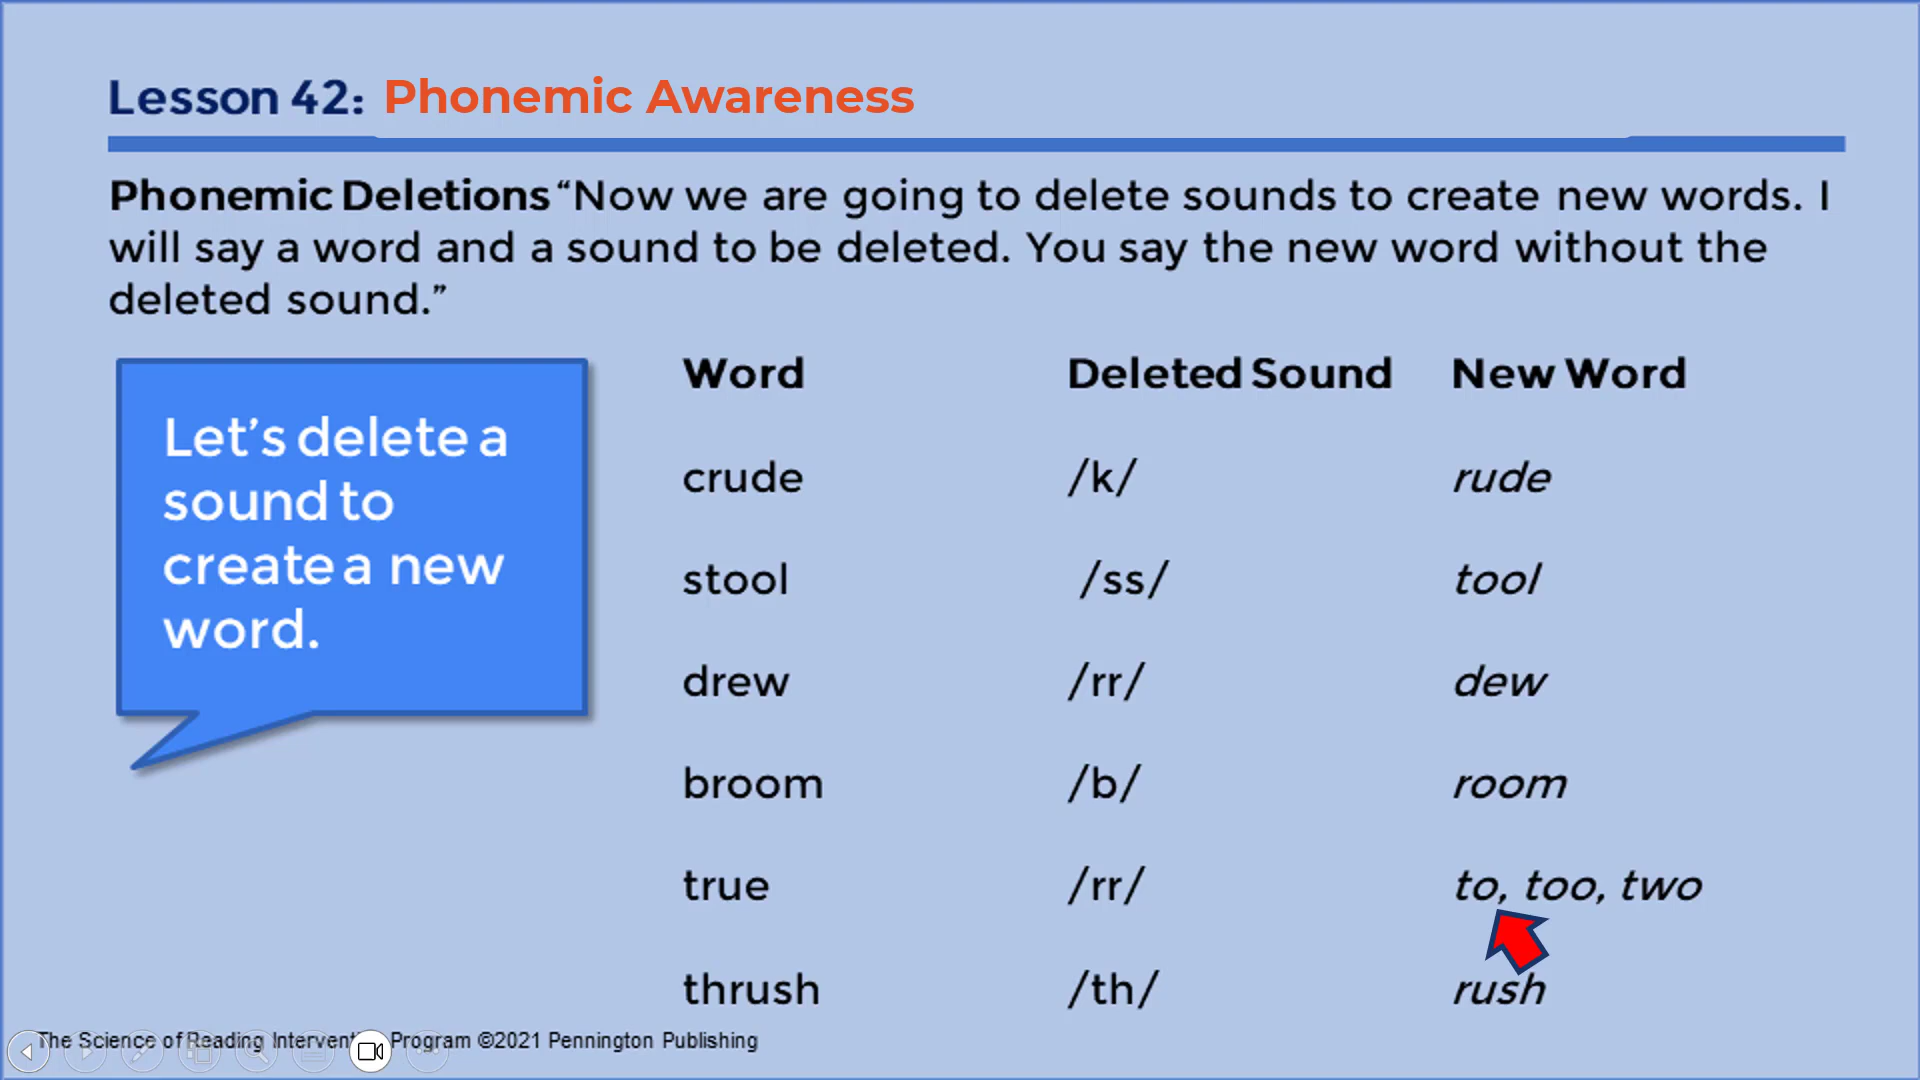 Lesson 42: Phonemic Awareness
Phonemic Deletions “Now we are going to delete sounds to create new words. I
will say a word and a sound to be deleted. You say the new word without the
deleted sound.”
Let’s delete a
sound to
create a new
word.
Word Deleted Sound New Word
crude /k/ rude
stool /ss/ tool
drew /rr/ dew
broom /b/ room
true /rr/ to, too, two
thrush /th/ rush
The Science of Reading Intervention Program ©2021 Pennington Publishing